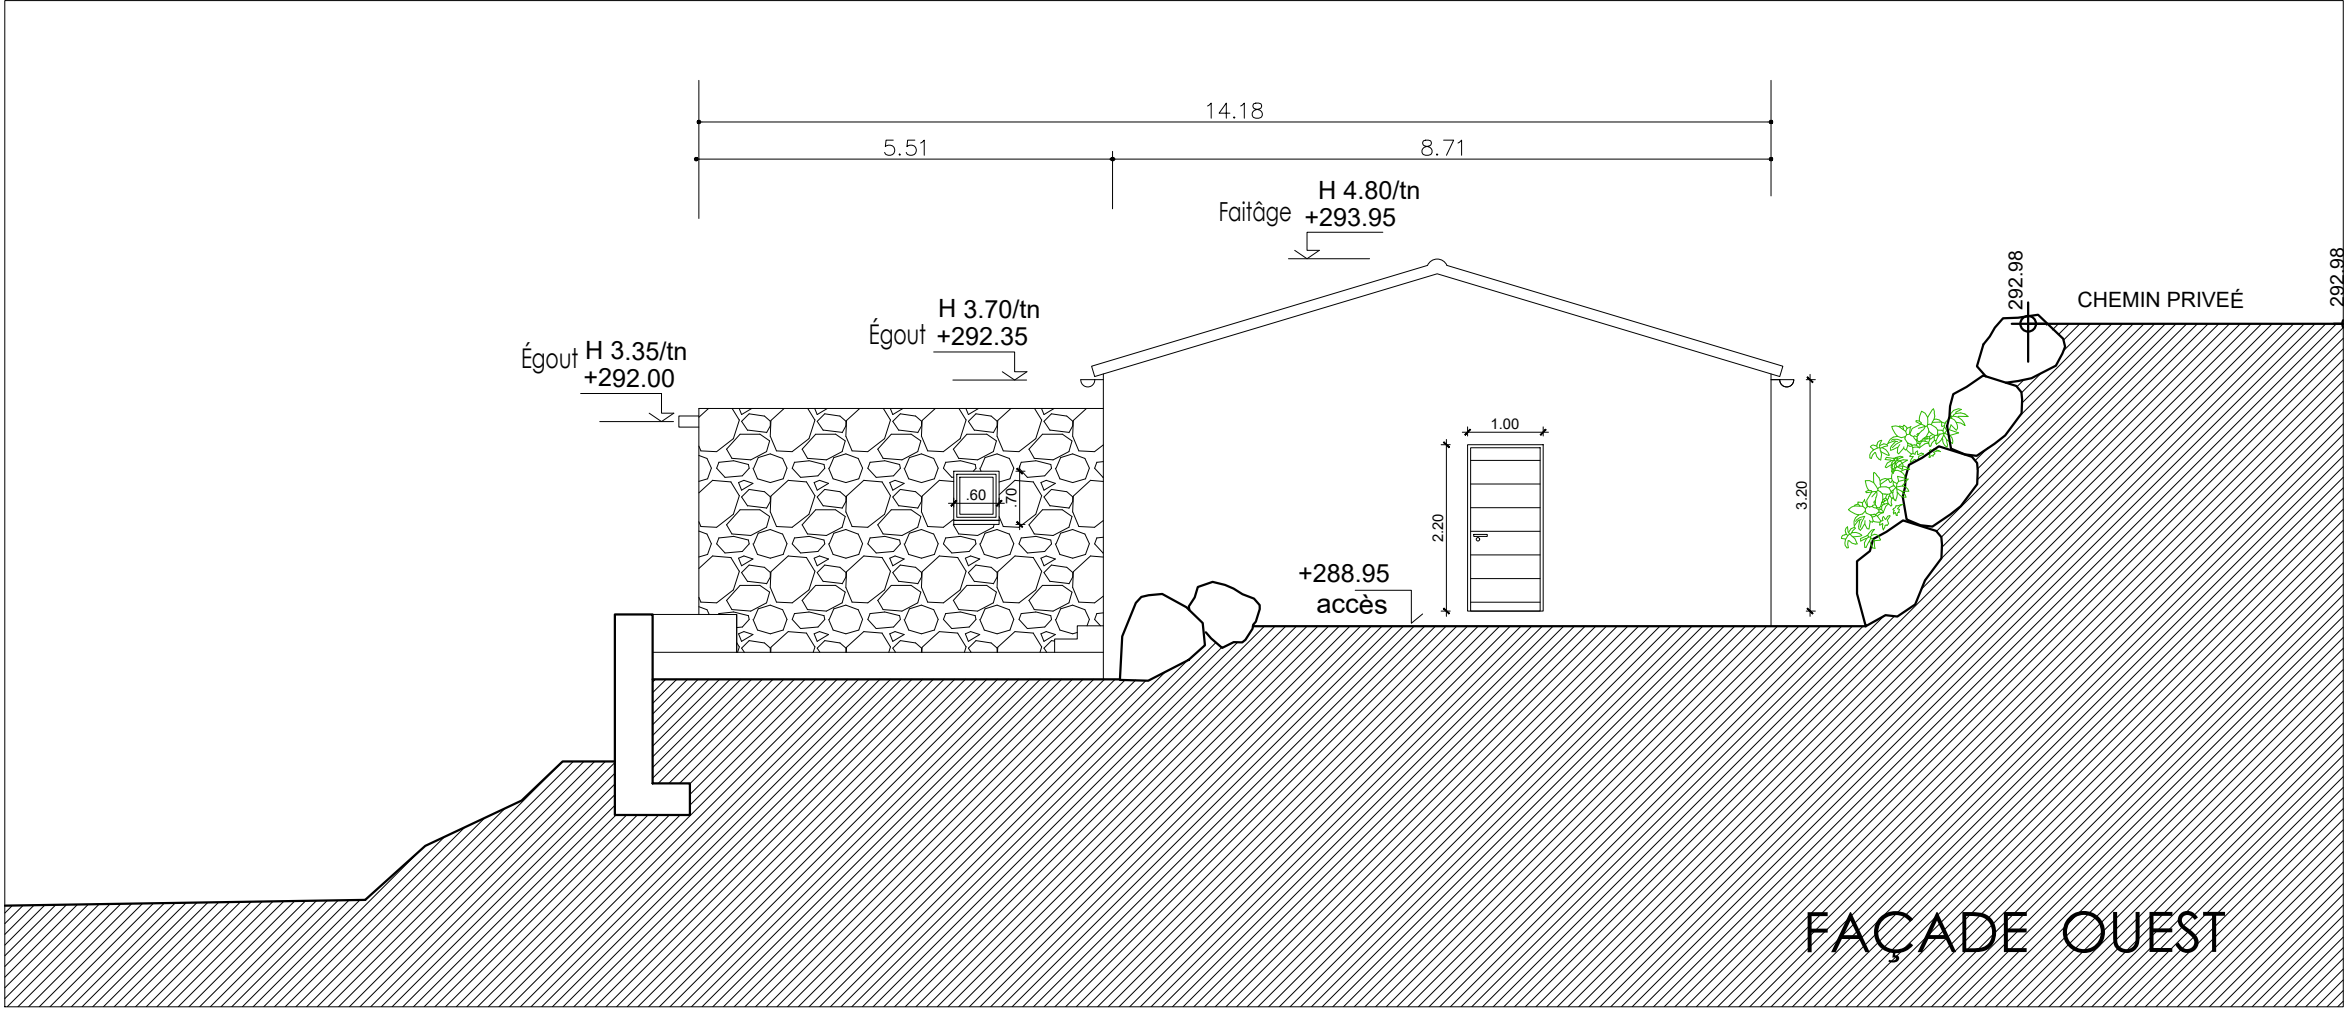 14.18
5.51
8.71
H 4.80/tn
Faitâge +293.95
292.98
292.98
CHEMIN PRIVEÉ
H 3.70/tn
Égout +292.35
Égout H 3.35/tn
+292.00
1.00
.60
.70
2.20
3.20
+288.95
accès
FAÇADE OUEST